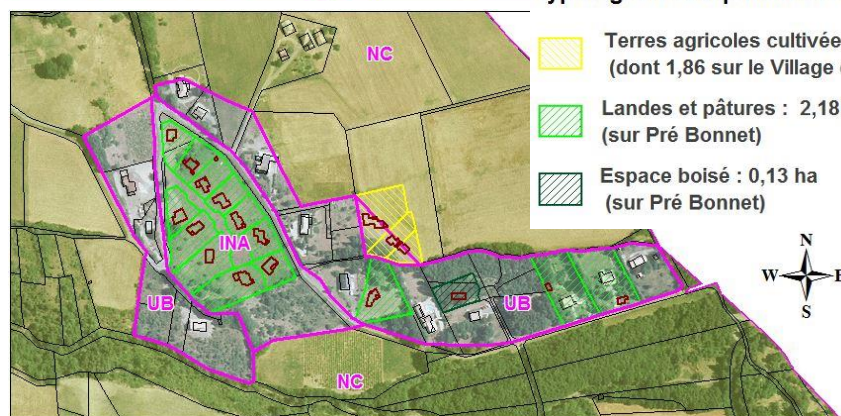 Terres agricoles cultivée
(dont 1,86 sur le Village
Landes et pâtures : 2,18
(sur Pré Bonnet)
Espace boisé : 0,13 ha
(sur Pré Bonnet)
NC
INA
UB
UB
NC
N
W E
S